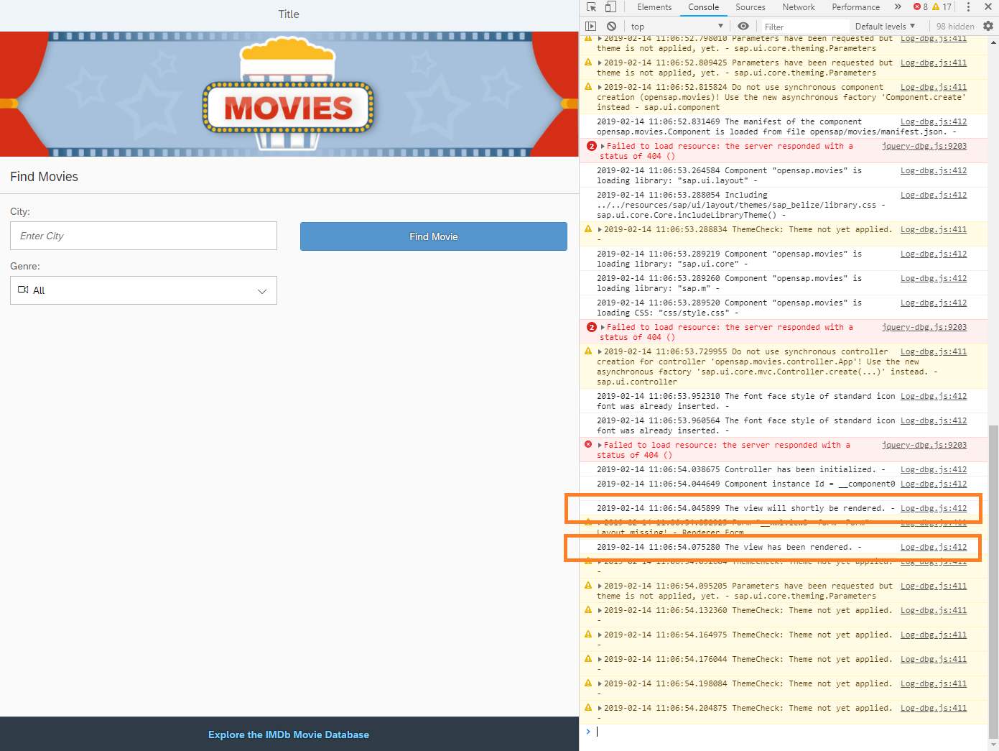 Title
MOVIES
Find Movies
City:
Enter City
Find Movie
Genre:
All
Explore the IMDb Movie Database
Elements Console Sources Network Performance » 8 17
top Filter Default levels 98 hidden
2019-02-14 11:06:52.798010 Parameters have been requested but Log-dbg.js:411
theme is not applied, yet. - sap.ui.core.theming.Parameters
2019-02-14 11:06:52.809425 Parameters have been requested but Log-dbg.js:411
theme is not applied, yet. - sap.ui.core.theming.Parameters
2019-02-14 11:06:52.815824 Do not use synchronous component Log-dbg.js:411
creation (opensap.movies)! Use the new asynchronous factory 'Component.create'
instead - sap.ui.component
2019-02-14 11:06:52.831469 The manifest of the component Log-dbg.js:412
opensap.movies.Component is loaded from file opensap/movies/manifest.json. -
2 Failed to load resource: the server responded with a jquery-dbg.js:9203
status of 404 ()
2019-02-14 11:06:53.264584 Component "opensap.movies" is Log-dbg.js:412
loading library: "sap.ui.layout" -
2019-02-14 11:06:53.288054 Including Log-dbg.js:412
../../resources/sap/ui/layout/themes/sap_belize/library.css -
sap.ui.core.Core.includeLibraryTheme() -
2019-02-14 11:06:53.288834 ThemeCheck: Theme not yet applied. Log-dbg.js:411
-
2019-02-14 11:06:53.289219 Component "opensap.movies" is Log-dbg.js:412
loading library: "sap.ui.core" -
2019-02-14 11:06:53.289260 Component "opensap.movies" is Log-dbg.js:412
loading library: "sap.m" -
2019-02-14 11:06:53.289520 Component "opensap.movies" is Log-dbg.js:412
loading CSS: "css/style.css" -
2 Failed to load resource: the server responded with a jquery-dbg.js:9203
status of 404 ()
2019-02-14 11:06:53.729955 Do not use synchronous controller Log-dbg.js:411
creation for controller 'opensap.movies.controller.App'! Use the new
asynchronous factory 'sap.ui.core.mvc.Controller.create(...)' instead. -
sap.ui.controller
2019-02-14 11:06:53.952310 The font face style of standard icon Log-dbg.js:412
font was already inserted. -
2019-02-14 11:06:53.960564 The font face style of standard icon Log-dbg.js:412
font was already inserted. -
Failed to load resource: the server responded with a jquery-dbg.js:9203
status of 404 ()
2019-02-14 11:06:54.038675 Controller has been initialized. - Log-dbg.js:412
2019-02-14 11:06:54.044649 Component instance Id = __component0 Log-dbg.js:412
2019-02-14 11:06:54.045899 The view will shortly be rendered. - Log-dbg.js:412
Layout missing! - Renderer Form
2019-02-14 11:06:54.075280 The view has been rendered. - Log-dbg.js:412
ThemeCheck: Theme not yet applied. Log-dbg.js:411
-
2019-02-14 11:06:54.095205 Parameters have been requested but Log-dbg.js:411
theme is not applied, yet. - sap.ui.core.theming.Parameters
2019-02-14 11:06:54.132360 ThemeCheck: Theme not yet applied. Log-dbg.js:411
-
2019-02-14 11:06:54.164975 ThemeCheck: Theme not yet applied. Log-dbg.js:411
-
2019-02-14 11:06:54.176044 ThemeCheck: Theme not yet applied. Log-dbg.js:411
-
2019-02-14 11:06:54.198084 ThemeCheck: Theme not yet applied. Log-dbg.js:411
-
2019-02-14 11:06:54.204875 ThemeCheck: Theme not yet applied. Log-dbg.js:411
-